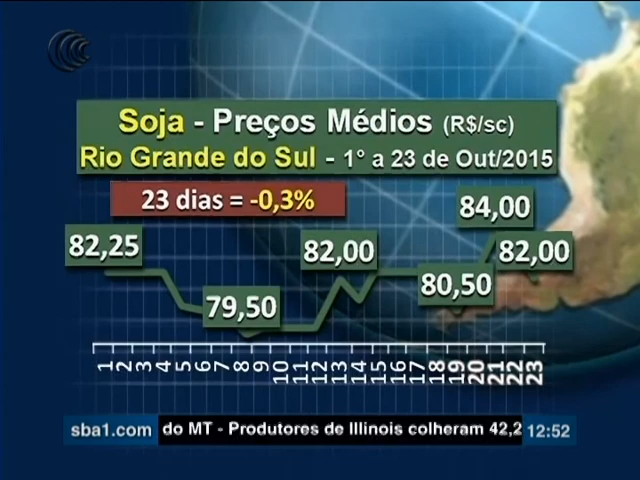 Soja - Preços Médios (R$/sc)
Rio Grande do Sul - 1° a 23 de Out/2015
23 dias = -0,3%
84,00
82,25
82,00
82,00
80,50
79,50
1 2 3 4 5 6 7 8 9 10 11 12 13 14 15 16 17 18 19 20 21 22 23
sba1.com do MT - Produtores de Illinois colheram 42,2 12:52